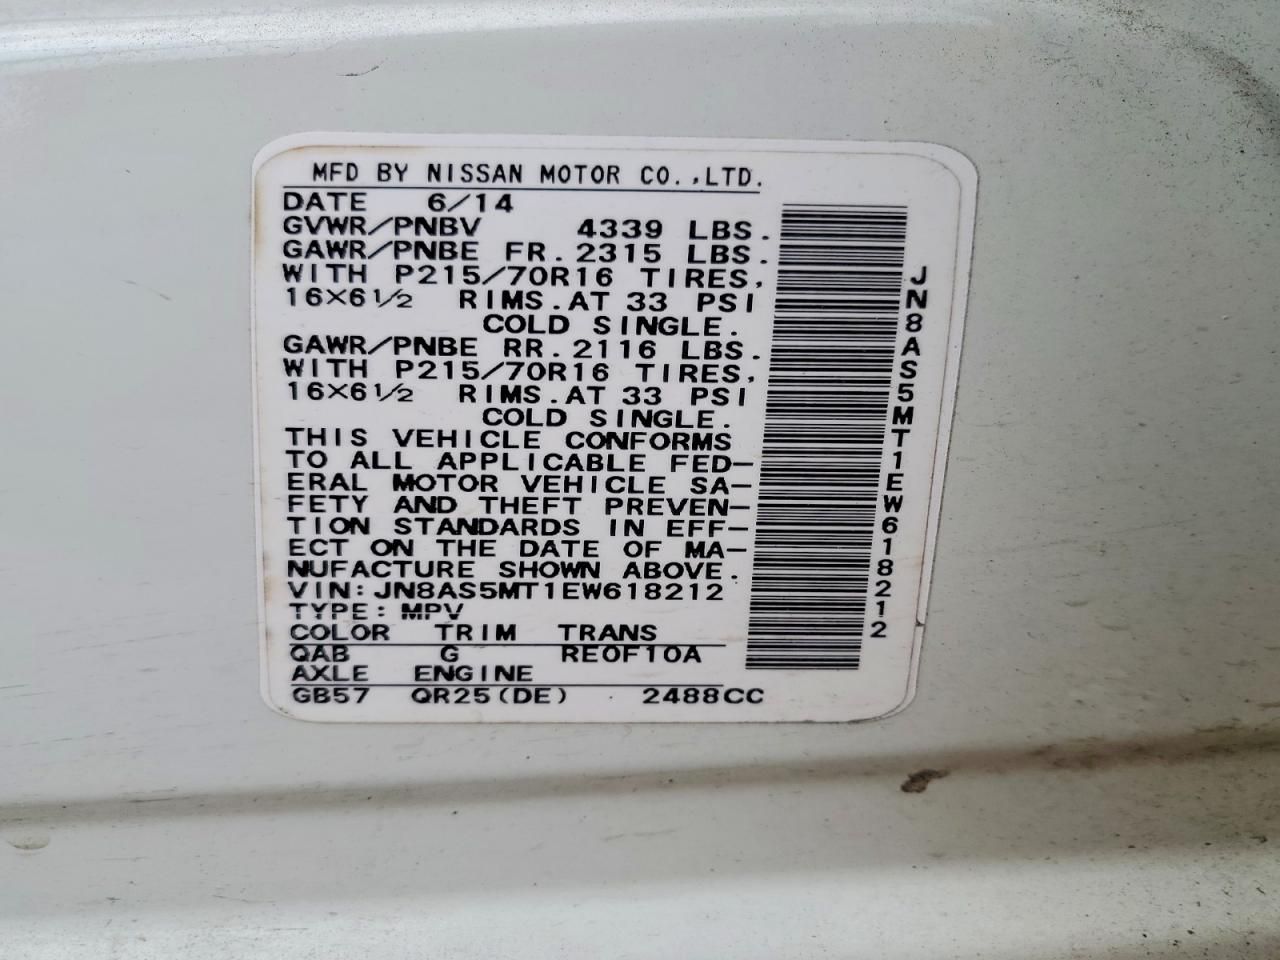 MFD BY NISSAN MOTOR CO.,LTD.
DATE 6/14
GVWR/PNBV 4339 LBS.
GAWR/PNBE FR. 2315 LBS.
WITH P215/70R16 TIRES,
16×6½ RIMS.AT 33 PSI
COLD SINGLE.
GAWR/PNBE RR. 2116 LBS.
WITH P215/70R16 TIRES,
16×6½ RIMS.AT 33 PSI
COLD SINGLE.
THIS VEHICLE CONFORMS
TO ALL APPLICABLE FED-
ERAL MOTOR VEHICLE SA-
FETY AND THEFT PREVEN-
TION STANDARDS IN EFF-
ECT ON THE DATE OF MA-
NUFACTURE SHOWN ABOVE.
VIN: JN8AS5MT1EW618212
TYPE: MPV
COLOR TRIM TRANS
QAB G RE0F10A
AXLE ENGINE
GB57 QR25(DE) 2488CC
JN8AS5MT1EW618212